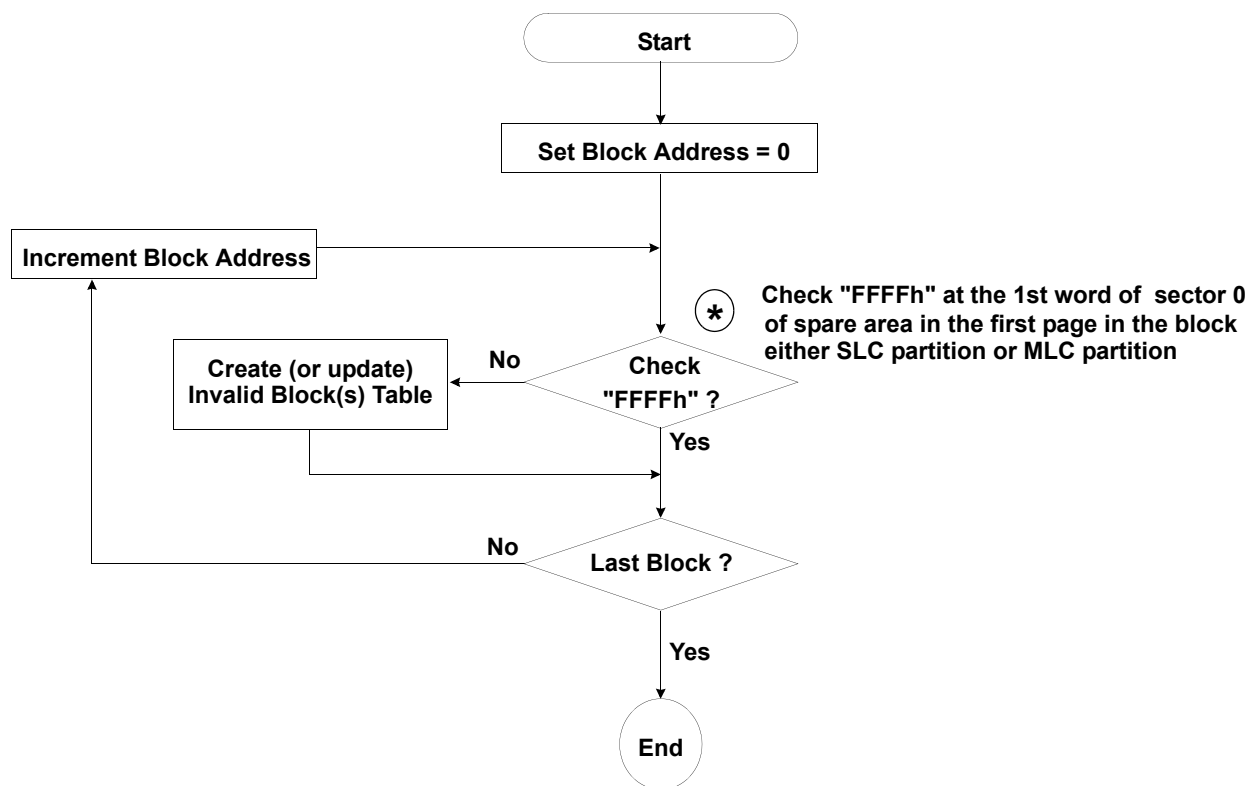 Start
Set Block Address = 0
Increment Block Address
*
Check "FFFFh" at the 1st word of sector 0
of spare area in the first page in the block
either SLC partition or MLC partition
No
Create (or update)
Invalid Block(s) Table
Check
"FFFFh" ?
Yes
No
Last Block ?
Yes
End